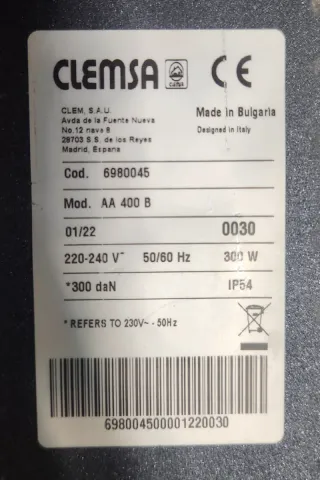 CLEMSA CLEMSA CE
CLEM, S.A.U.
Avda de la Fuente Nueva
No.12 nave 8
28703 S.S. de los Reyes
Madrid, Espana
Made in Bulgaria
Designed in Italy
Cod. 6980045
Mod. AA 400 B
01/22 0030
220-240 V~ 50/60 Hz 300 W
*300 daN IP54
* REFERS TO 230V~ - 50Hz
698004500001220030